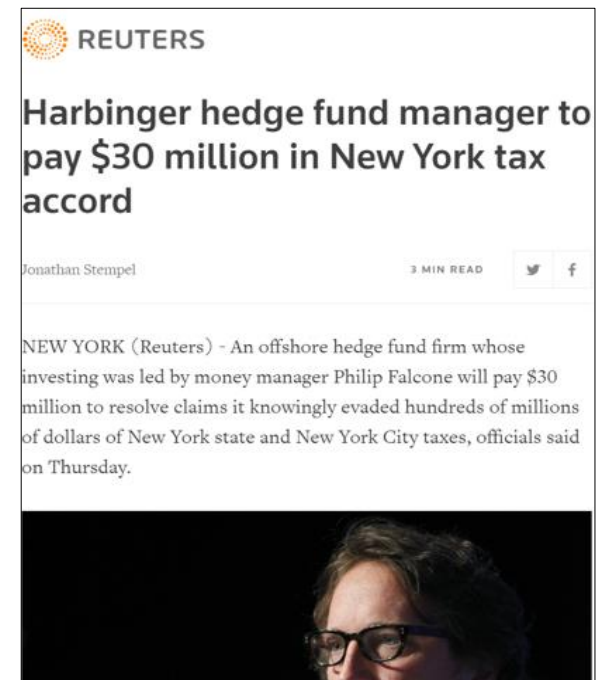 REUTERS
Harbinger hedge fund manager to
pay $30 million in New York tax
accord
Jonathan Stempel
3 MIN READ
NEW YORK (Reuters) - An offshore hedge fund firm whose
investing was led by money manager Philip Falcone will pay $30
million to resolve claims it knowingly evaded hundreds of millions
of dollars of New York state and New York City taxes, officials said
on Thursday.